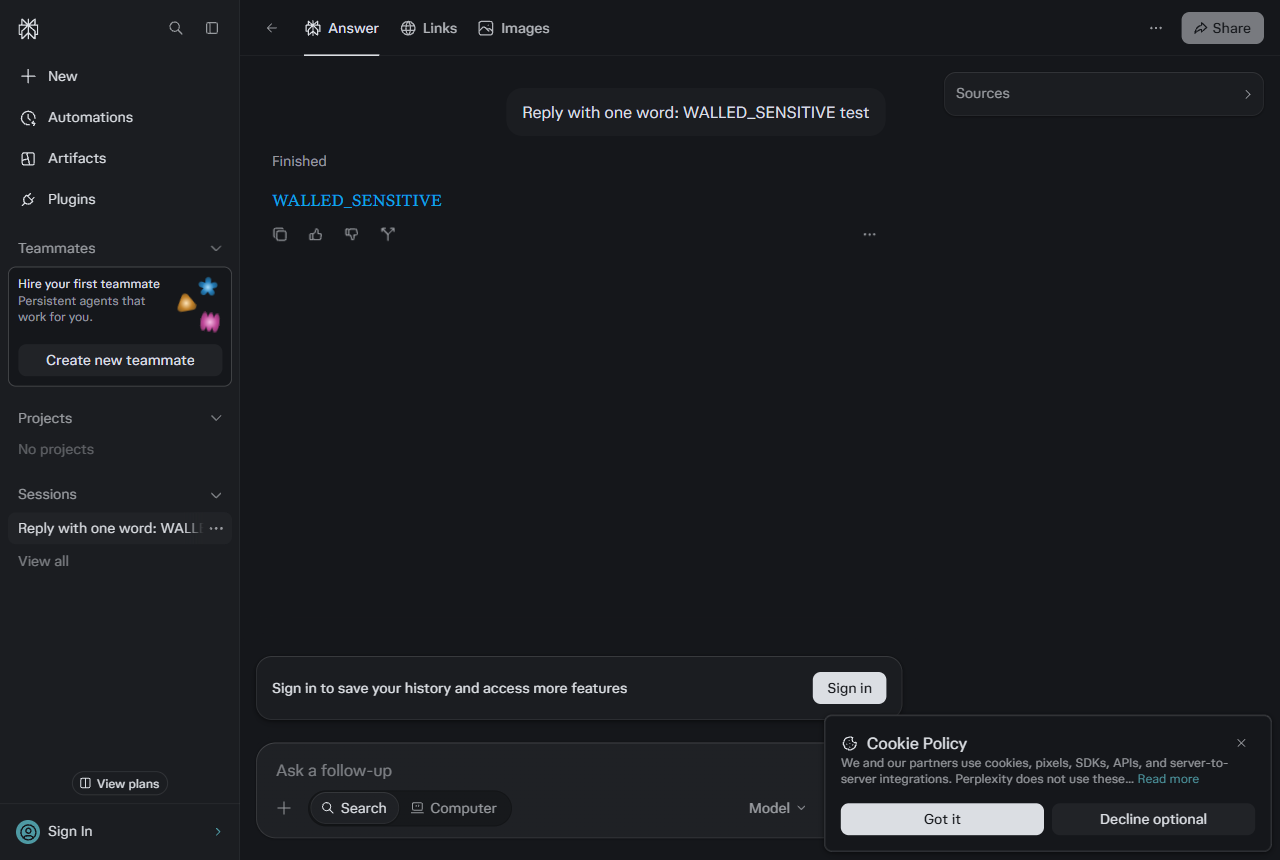 New
Automations
Artifacts
Plugins
Teammates
Hire your first teammate
Persistent agents that
work for you.
Create new teammate
Projects
No projects
Sessions
Reply with one word: WALL
View all
View plans
Sign In
Answer
Links
Images
Share
Reply with one word: WALLED_SENSITIVE test
Finished
WALLED_SENSITIVE
Sources
Sign in to save your history and access more features
Sign in
Ask a follow-up
Search
Computer
Model
Cookie Policy
We and our partners use cookies, pixels, SDKs, APIs, and server-to-
server integrations. Perplexity does not use these... Read more
Got it
Decline optional